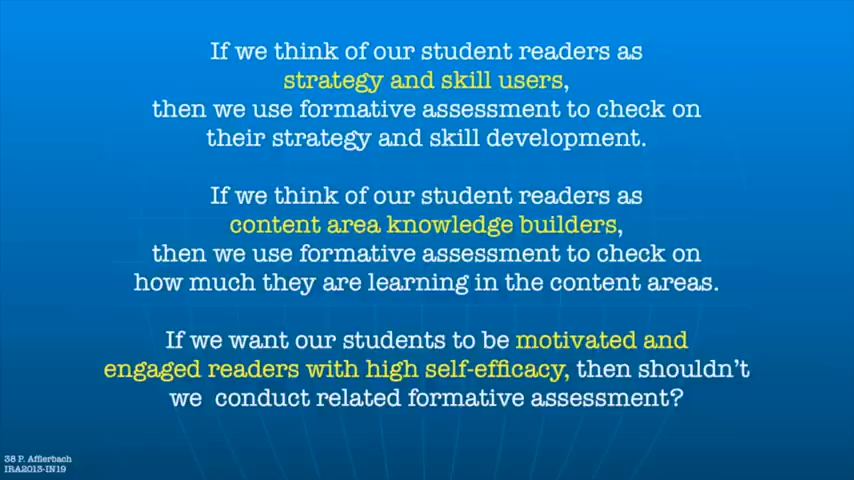 If we think of our student readers as
strategy and skill users,
then we use formative assessment to check on
their strategy and skill development.
If we think of our student readers as
content area knowledge builders,
then we use formative assessment to check on
how much they are learning in the content areas.
If we want our students to be motivated and
engaged readers with high self-efficacy, then shouldn't
we conduct related formative assessment?
38 P. Afflerbach
IRA2013-IN19